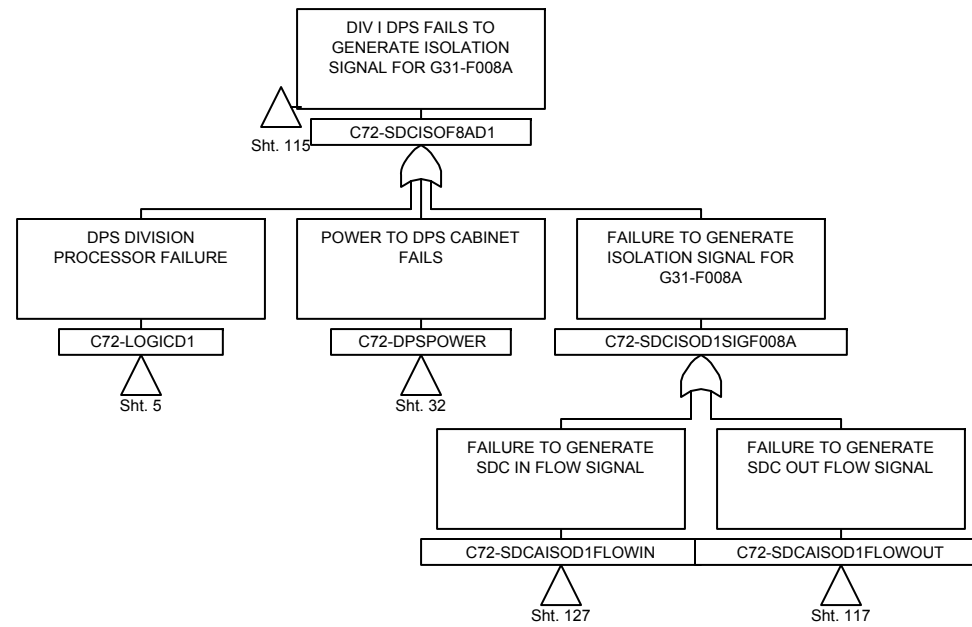 DIV I DPS FAILS TO
GENERATE ISOLATION
SIGNAL FOR G31-F008A
Sht. 115
C72-SDCISOF8AD1
DPS DIVISION
PROCESSOR FAILURE
C72-LOGICD1
Sht. 5
POWER TO DPS CABINET
FAILS
C72-DPSPOWER
Sht. 32
FAILURE TO GENERATE
ISOLATION SIGNAL FOR
G31-F008A
C72-SDCISOD1SIGF008A
FAILURE TO GENERATE
SDC IN FLOW SIGNAL
C72-SDCAISOD1FLOWIN
Sht. 127
FAILURE TO GENERATE
SDC OUT FLOW SIGNAL
C72-SDCAISOD1FLOWOUT
Sht. 117